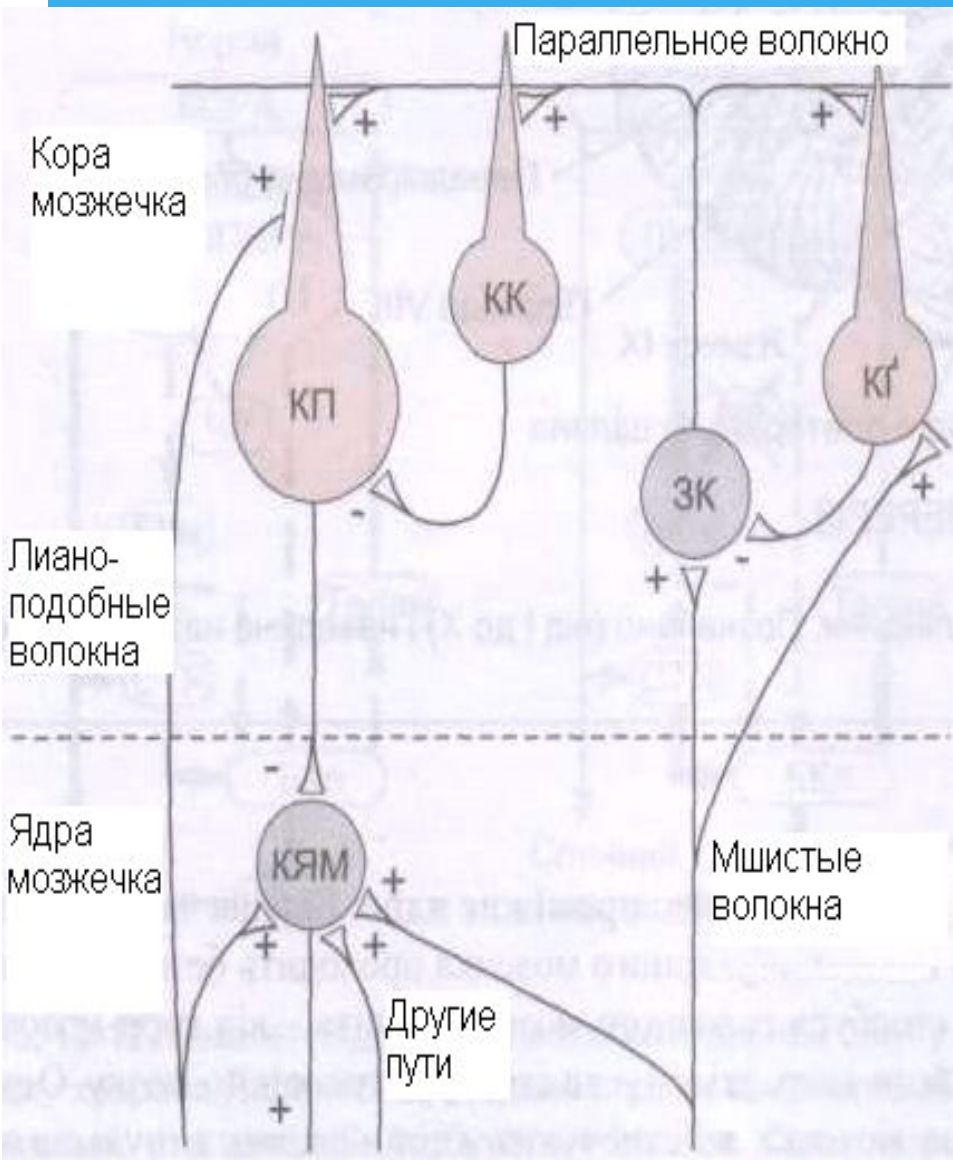 Параллельное волокно
Кора
мозжечка
КК
КП
КГ
ЗК
Лиано-
подобные
волокна
Ядра
мозжечка
КЯМ
Мшистые
волокна
Другие
пути
+
+
+
+
-
+
-
+
-
+
+
+
+